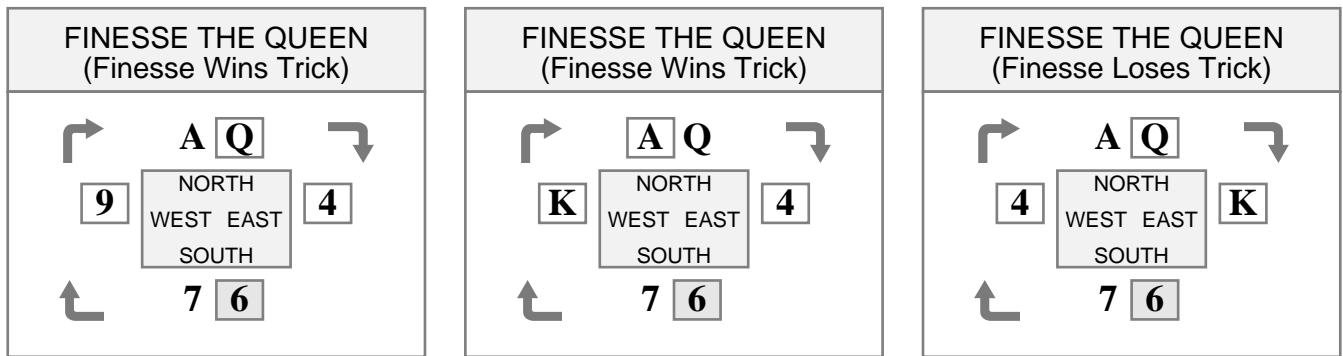 FINESSE THE QUEEN
(Finesse Wins Trick)
A Q
9
NORTH
WEST EAST
SOUTH
4
7 6
FINESSE THE QUEEN
(Finesse Wins Trick)
A Q
K
NORTH
WEST EAST
SOUTH
4
7 6
FINESSE THE QUEEN
(Finesse Loses Trick)
A Q
4
NORTH
WEST EAST
SOUTH
K
7 6